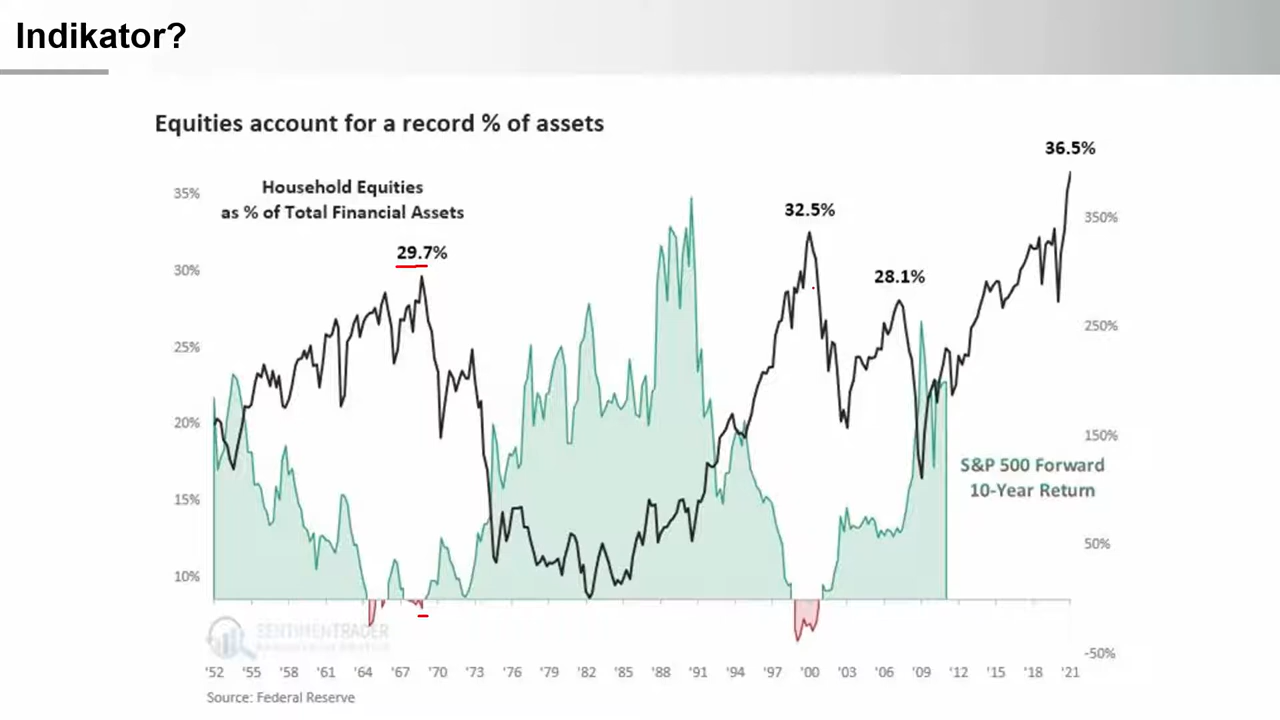 Indikator?
Equities account for a record % of assets
36.5%
Household Equities
as % of Total Financial Assets
35%
32.5%
350%
29.7%
30%
28.1%
250%
25%
20%
150%
S&P 500 Forward
10-Year Return
15%
50%
10%
SENTIMENTRADER
-50%
'52 '55 '58 '61 '64 '67 '70 '73 '76 '79 '82 '85 '88 '91 '94 '97 '00 '03 '06 '09 '12 '15 '18 '21
Source: Federal Reserve